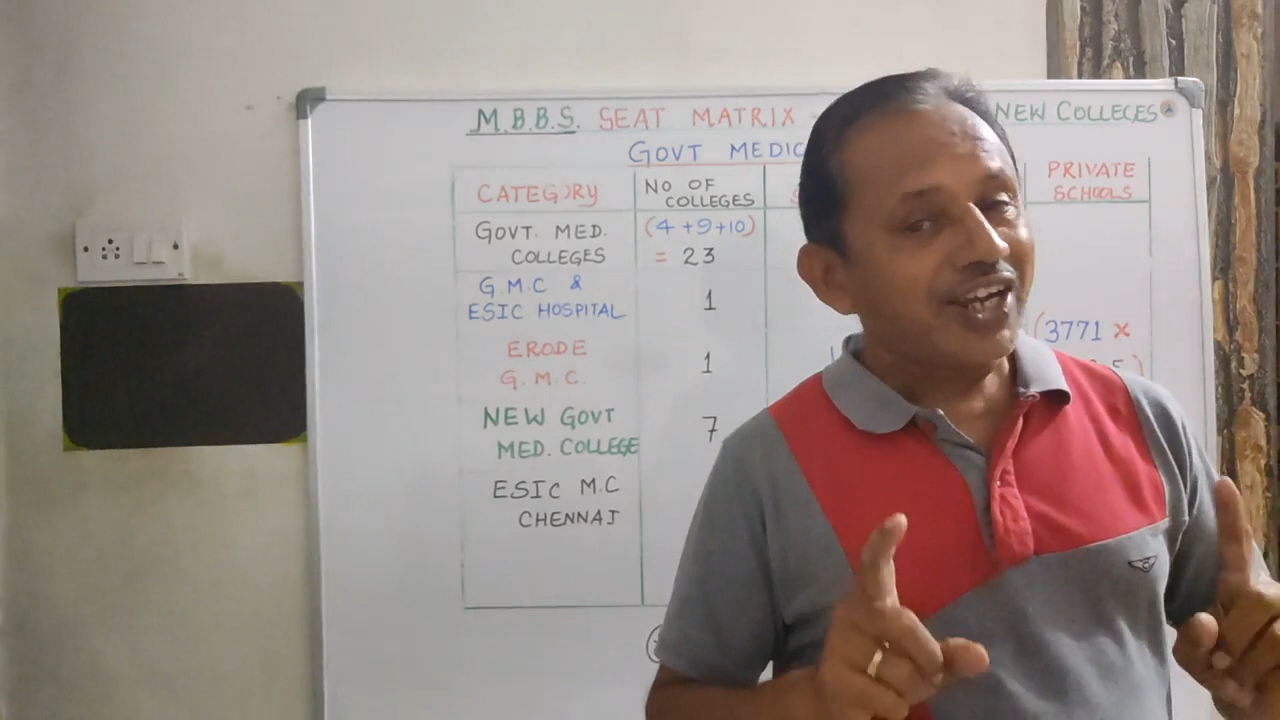 M.B.B.S. SEAT MATRIX - NEW COLLEGES
GOVT MEDIC
CATEGORY
NO OF
COLLEGES
PRIVATE
SCHOOLS
GOVT. MED.
COLLEGES
(4+9+10)
= 23
G.M.C &
ESIC HOSPITAL
1
(3771 ×
ERODE
G.M.C.
1
NEW GOVT
MED. COLLEGE
7
ESIC M.C
CHENNAI